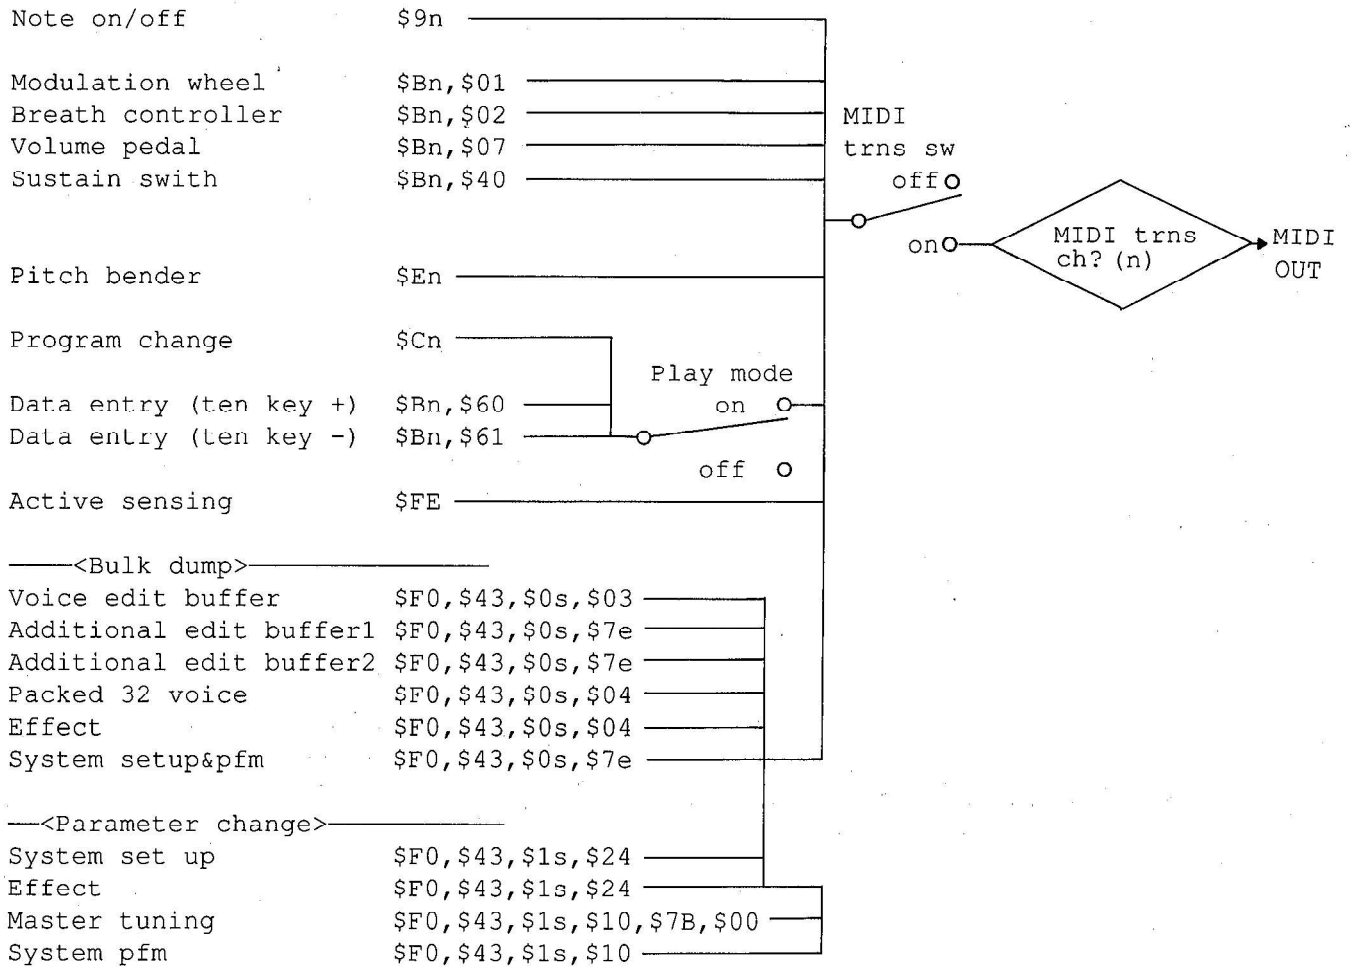 Note on/off $9n
Modulation wheel $Bn,$01
Breath controller $Bn,$02
Volume pedal $Bn,$07
Sustain swith $Bn,$40
MIDI
trns sw
off
on
MIDI trns
ch?(n)
MIDI
OUT
Pitch bender $En
Program change $Cn
Play mode
on
off
Data entry (ten key +) $Bn,$60
Data entry (ten key -) $Bn,$61
Active sensing $FE
<Bulk dump>
Voice edit buffer $F0,$43,$0s,$03
Additional edit buffer1 $F0,$43,$0s,$7e
Additional edit buffer2 $F0,$43,$0s,$7e
Packed 32 voice $F0,$43,$0s,$04
Effect $F0,$43,$0s,$04
System setup&pfm $F0,$43,$0s,$7e
<Parameter change>
System set up $F0,$43,$1s,$24
Effect $F0,$43,$1s,$24
Master tuning $F0,$43,$1s,$10,$7B,$00
System pfm $F0,$43,$1s,$10